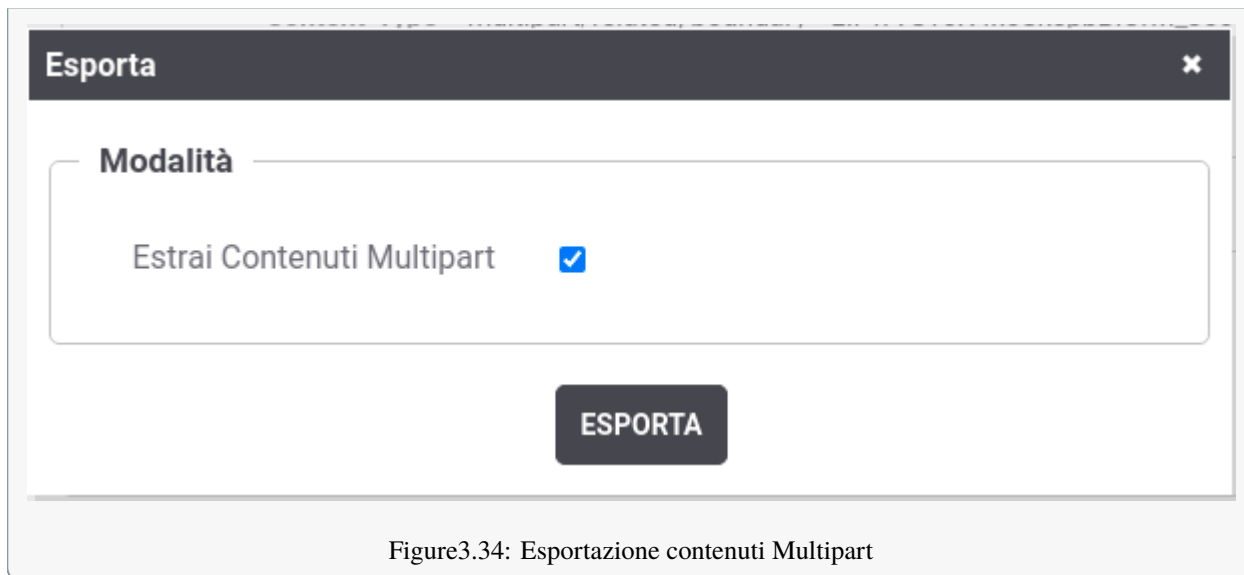 Esporta
Modalità
Estrai Contenuti Multipart
ESPORTA
Figure3.34: Esportazione contenuti Multipart